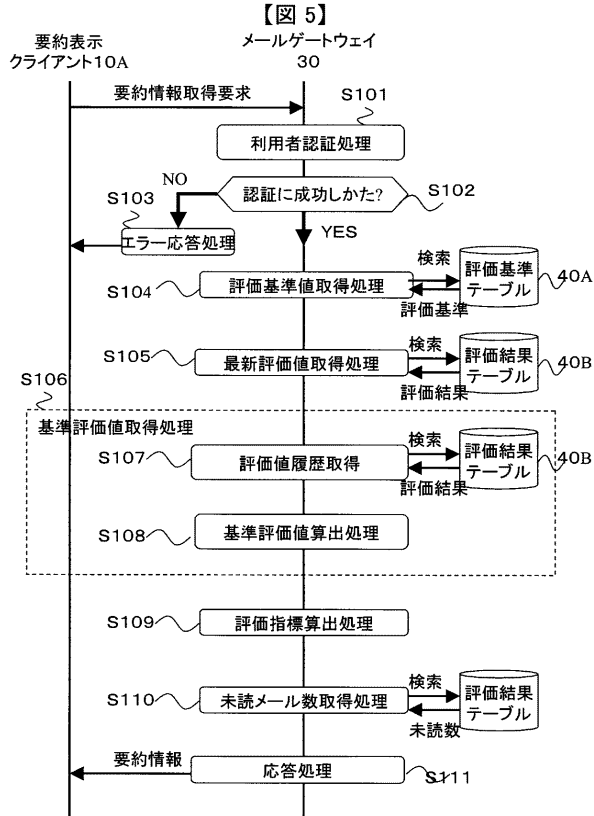 【図5】
要約表示
クライアント10A
メールゲートウェイ
30
要約情報取得要求
S101
利用者認証処理
認証に成功しかた?
S102
NO
S103
YES
エラー応答処理
S104
評価基準値取得処理
検索
評価基準
評価基準
テーブル
40A
S105
最新評価値取得処理
検索
評価結果
評価結果
テーブル
40B
S106
基準評価値取得処理
S107
評価値履歴取得
検索
評価結果
評価結果
テーブル
40B
S108
基準評価値算出処理
S109
評価指標算出処理
S110
未読メール数取得処理
検索
未読数
評価結果
テーブル
要約情報
応答処理
S111